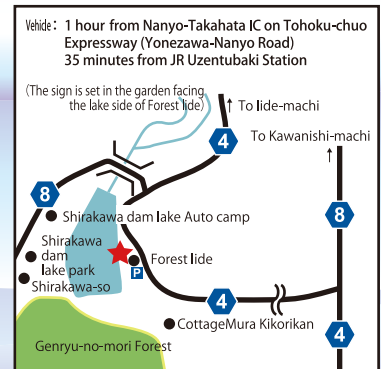 Vehide： 1 hour from Nanyo-Takahata IC on Tohoku-chuo
Expressway (Yonezawa-Nanyo Road)
35 minutes from JR Uzentubaki Station
(The sign is set in the garden facing
the lake side of Forest Iide)
↑ To Iide-machi
4
To Kawanishi-machi
↑
8
Shirakawa dam lake Auto camp
8
Shirakawa
dam
lake park
Shirakawa-so
Forest Iide
P
4
CottageMura Kikorikan
4
Genryu-no-mori Forest